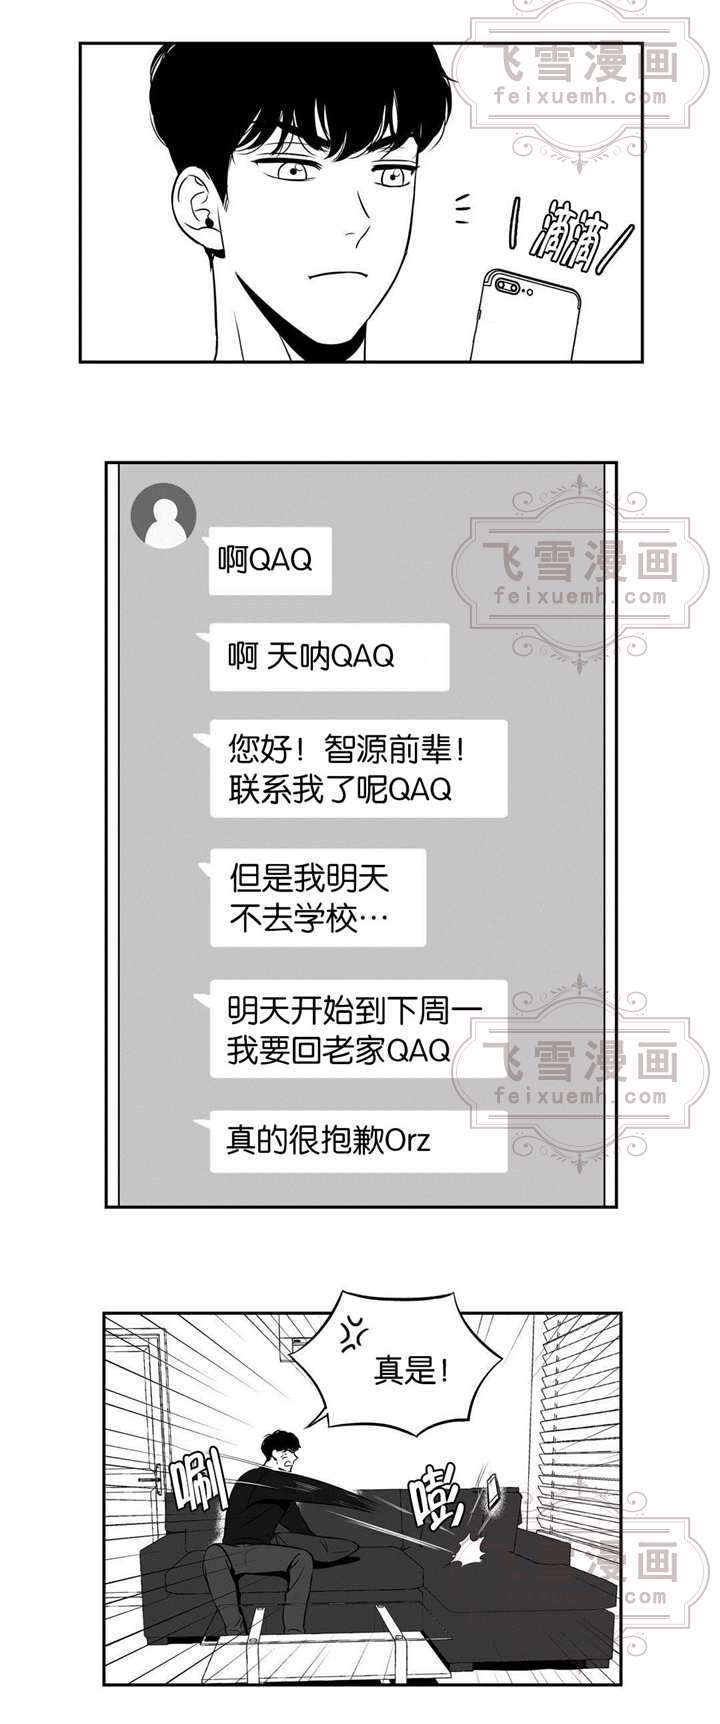 飞雪漫画
feixuemh.com
滴滴
啊QAQ
飞雪漫画
feixuemh.com
啊 天呐QAQ
您好！智源前辈！
联系我了呢QAQ
但是我明天
不去学校…
明天开始到下周一
我要回老家QAQ
飞雪漫画
feixuemh.com
真的很抱歉Orz
真是！
唰
嘭
飞雪漫画
feixuemh.com